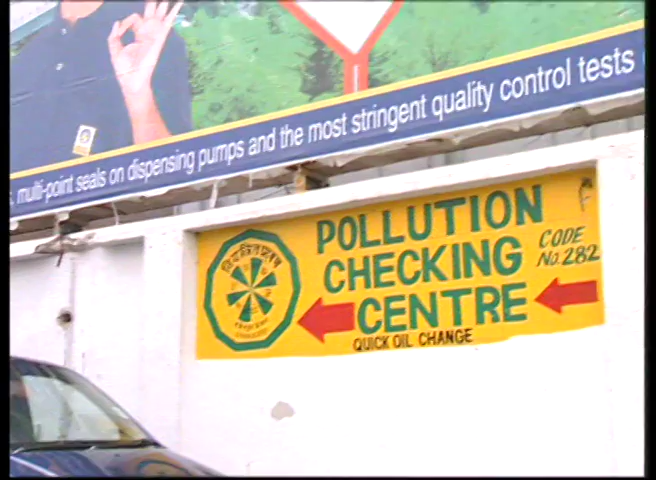 multi-point seals on dispensing pumps and the most stringent quality control tests
POLLUTION
CHECKING
CENTRE
CODE
No. 282
QUICK OIL CHANGE